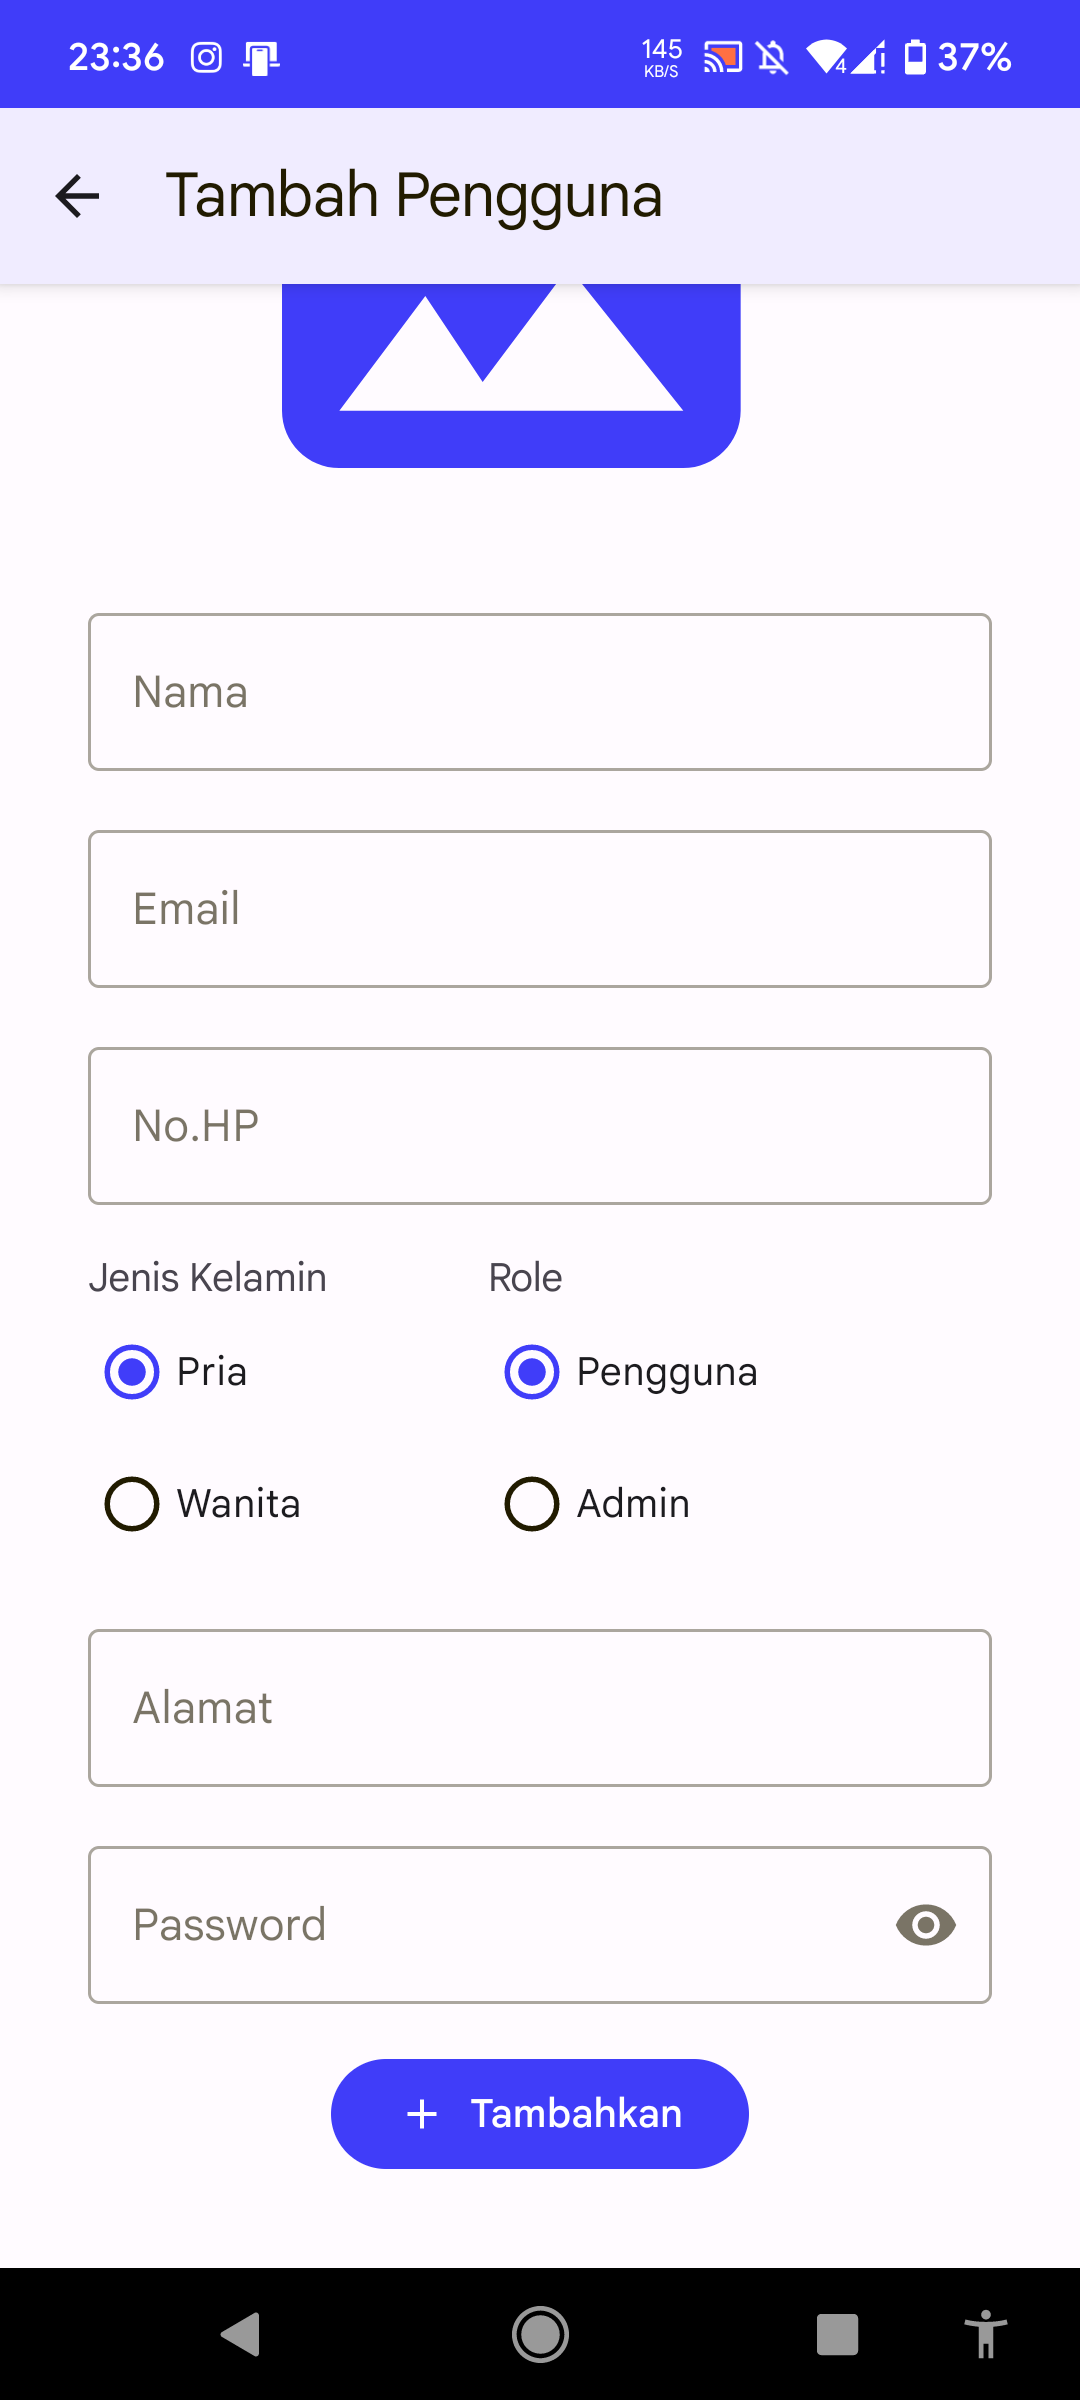 23:36 145 KB/S 4 37%
Tambah Pengguna
Nama
Email
No.HP
Jenis Kelamin Role
Pria Pengguna
Wanita Admin
Alamat
Password
+ Tambahkan